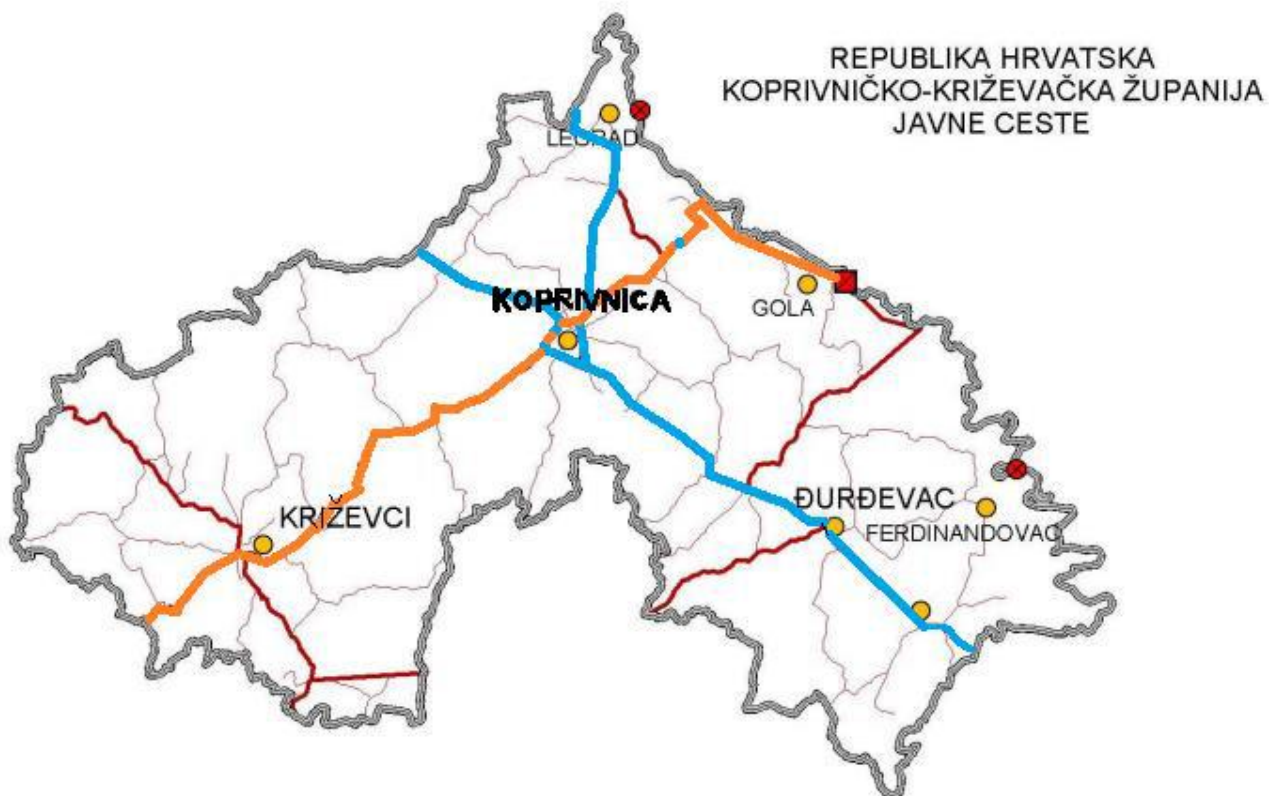 REPUBLIKA HRVATSKA
KOPRIVNIČKO-KRIŽEVAČKA ŽUPANIJA
JAVNE CESTE
LEGRAD
KOPRIVNICA
GOLA
KRIŽEVCI
ĐURĐEVAC
FERDINANDOVAC